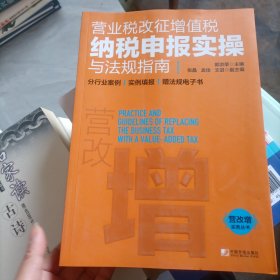 营业税改征增值税
纳税申报实操
与法规指南
分行业案例 实例填报 赠法规电子书
营改
增
PRACTICE AND
GUIDELINES OF REPLACING
THE BUSINESS TAX
WITH A VALUE-ADDED TAX
营改增
古诗